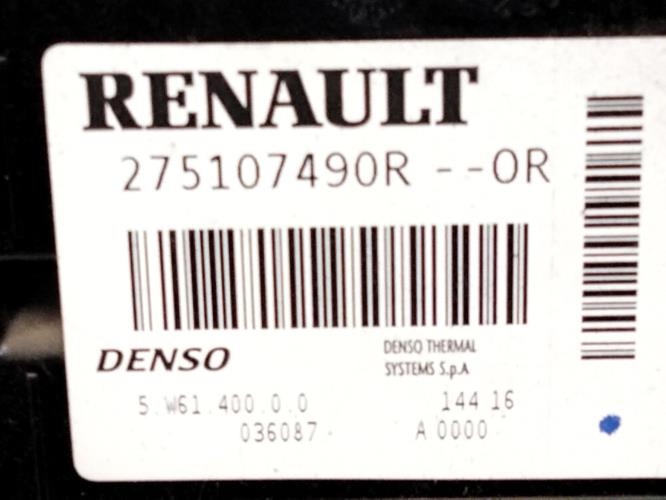 RENAULT
275107490R --OR
DENSO
DENSO THERMAL
SYSTEMS S.p.A
5.W61.400.0.0 144 16
036087 A 0000